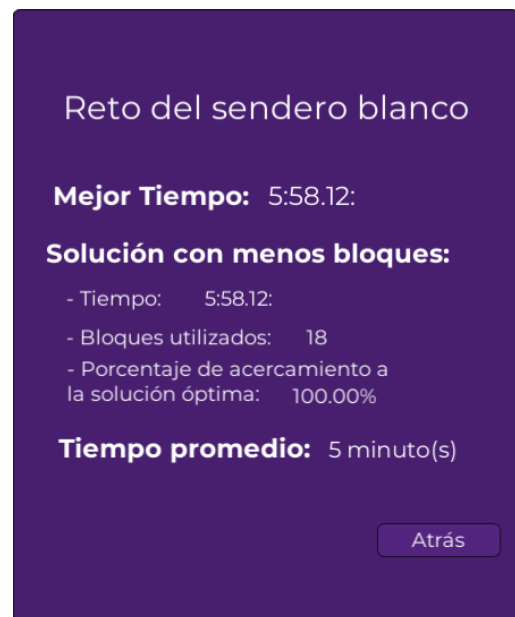 Reto del sendero blanco
Mejor Tiempo: 5:58.12:
Solución con menos bloques:
- Tiempo: 5:58.12:
- Bloques utilizados: 18
- Porcentaje de acercamiento a
la solución óptima: 100.00%
Tiempo promedio: 5 minuto(s)
Atrás